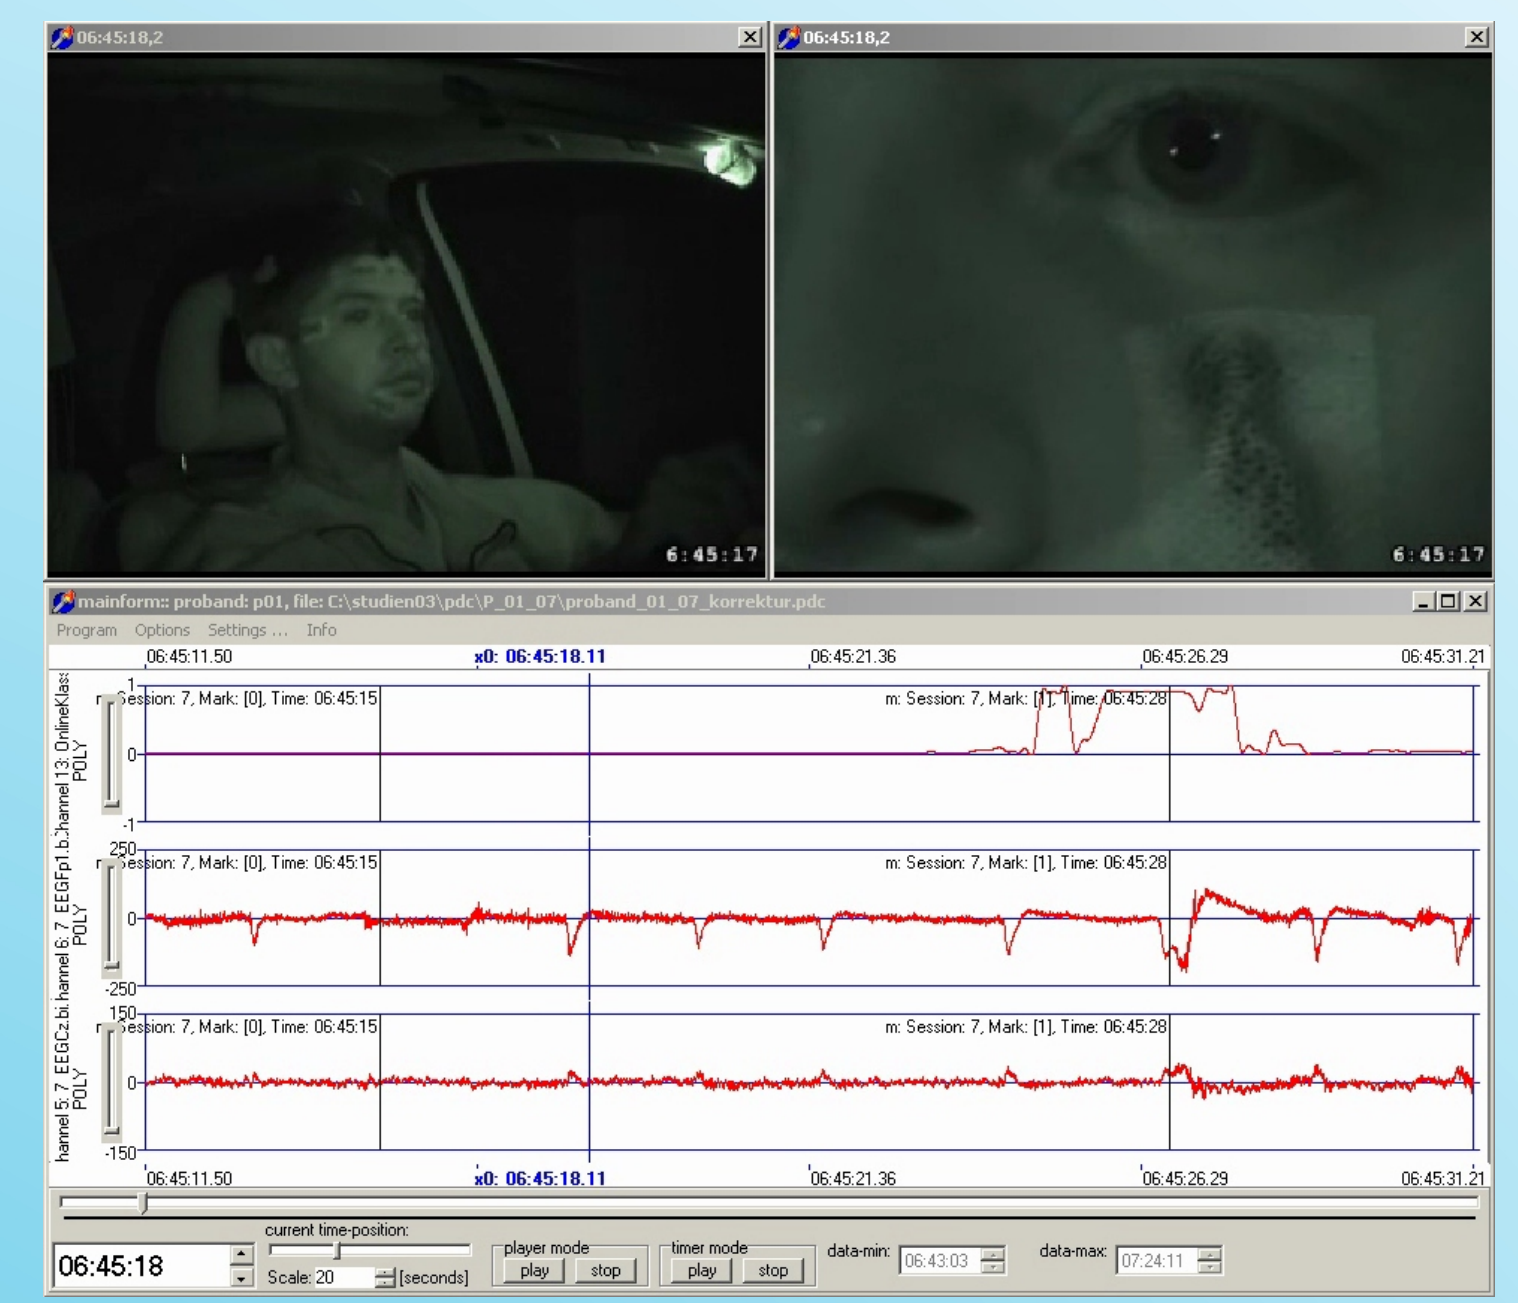 06:45:18,2
06:45:18,2
6:45:17
6:45:17
mainform:: proband: p01, file: C:\studien03\pdc\P_01_07\proband_01_07_korrektur.pdc
Program Options Settings ... Info
06:45:11.50 x0: 06:45:18.11 06:45:21.36 06:45:26.29 06:45:31.21
hannel 13: OnlineKlas
POLY
1
0
-1
m: Session: 7, Mark: [0], Time: 06:45:15
m: Session: 7, Mark: [1], Time: 06:45:28
hannel 6: 7 EEGFp1.b.
POLY
250
0
-250
m: Session: 7, Mark: [0], Time: 06:45:15
m: Session: 7, Mark: [1], Time: 06:45:28
hannel 5: 7 EEGCz.bi.
POLY
150
0
-150
m: Session: 7, Mark: [0], Time: 06:45:15
m: Session: 7, Mark: [1], Time: 06:45:28
06:45:11.50 x0: 06:45:18.11 06:45:21.36 06:45:26.29 06:45:31.21
06:45:18
current time-position:
Scale: 20 [seconds]
player mode
play stop
timer mode
play stop
data-min: 06:43:03
data-max: 07:24:11